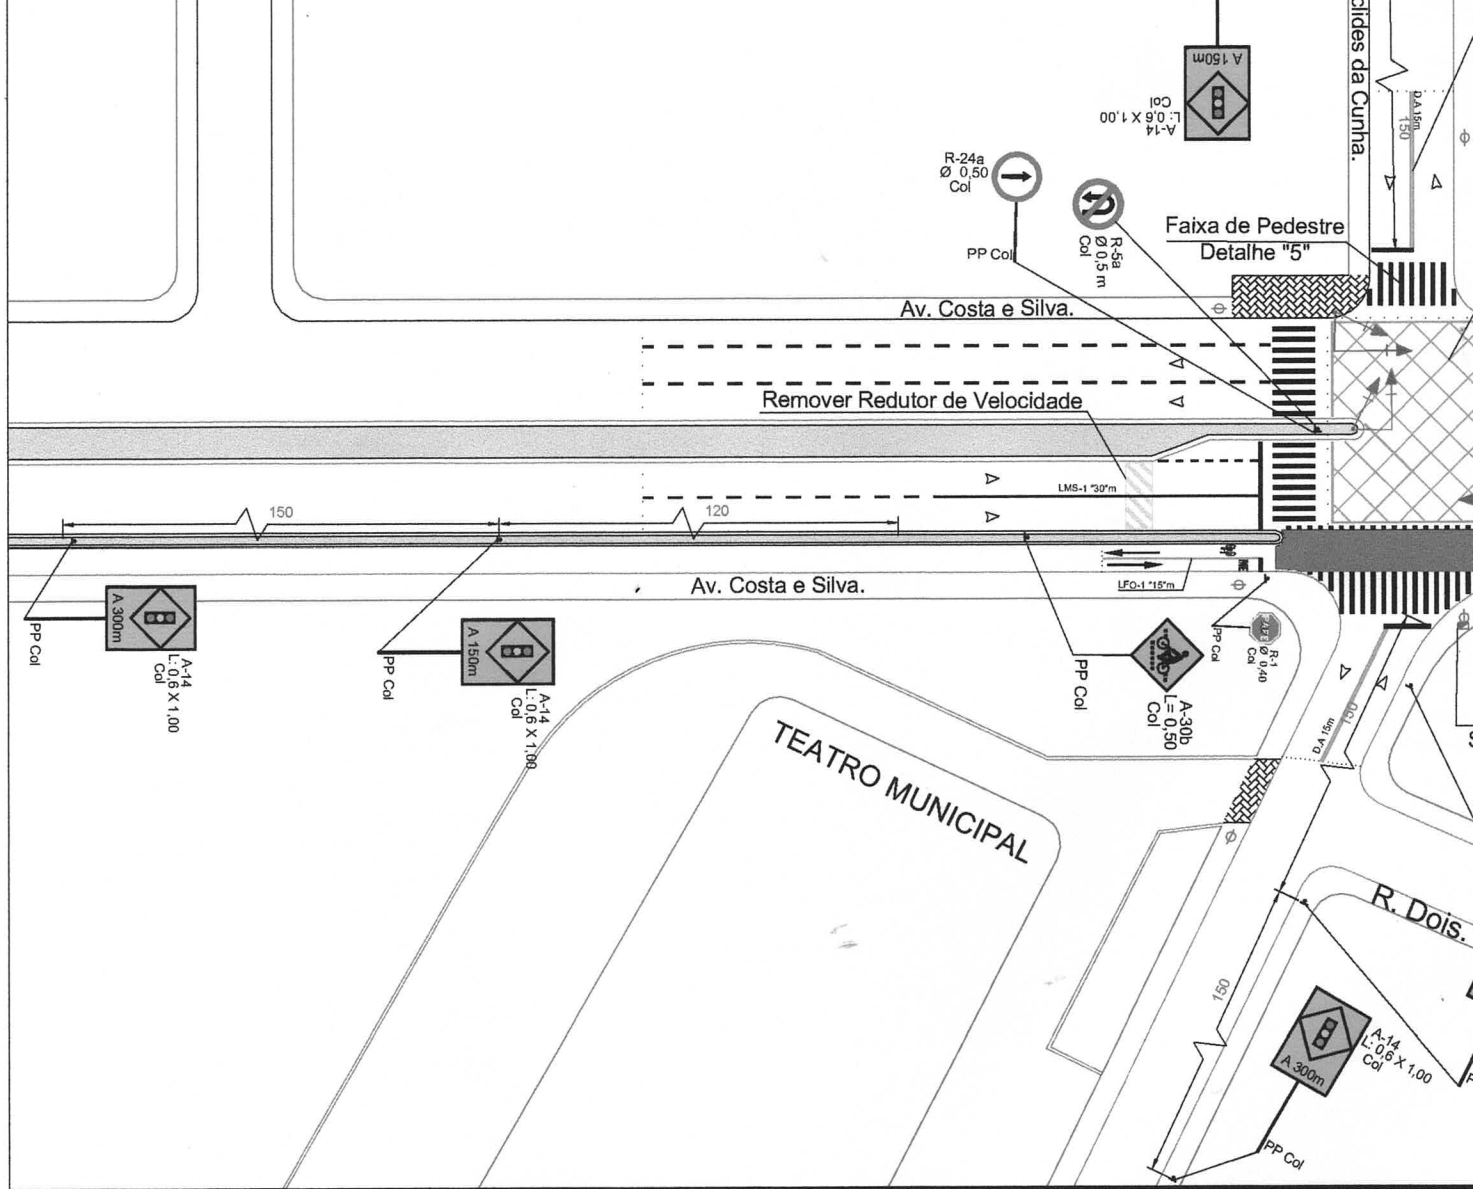 clides da Cunha.
A 150m
A-14
L: 0,6 X 1,00
Col
D.A 15m
150
R-24a
Ø 0,50
Col
PP Col
R-5a
Ø 0,5 m
Col
Faixa de Pedestre
Detalhe "5"
Av. Costa e Silva.
Remover Redutor de Velocidade
LMS-1 "30"m
150
120
Av. Costa e Silva.
LFO-1 "15"m
A 300m
A-14
L: 0,6 X 1,00
Col
PP Col
A 150m
A-14
L: 0,6 X 1,00
Col
PP Col
A-30b
L= 0,50
Col
PP Col
PP Col
R-1
Ø 0,40
Col
D.A 15m
150
TEATRO MUNICIPAL
R. Dois.
150
A 300m
A-14
L: 0,6 X 1,00
Col
PP Col